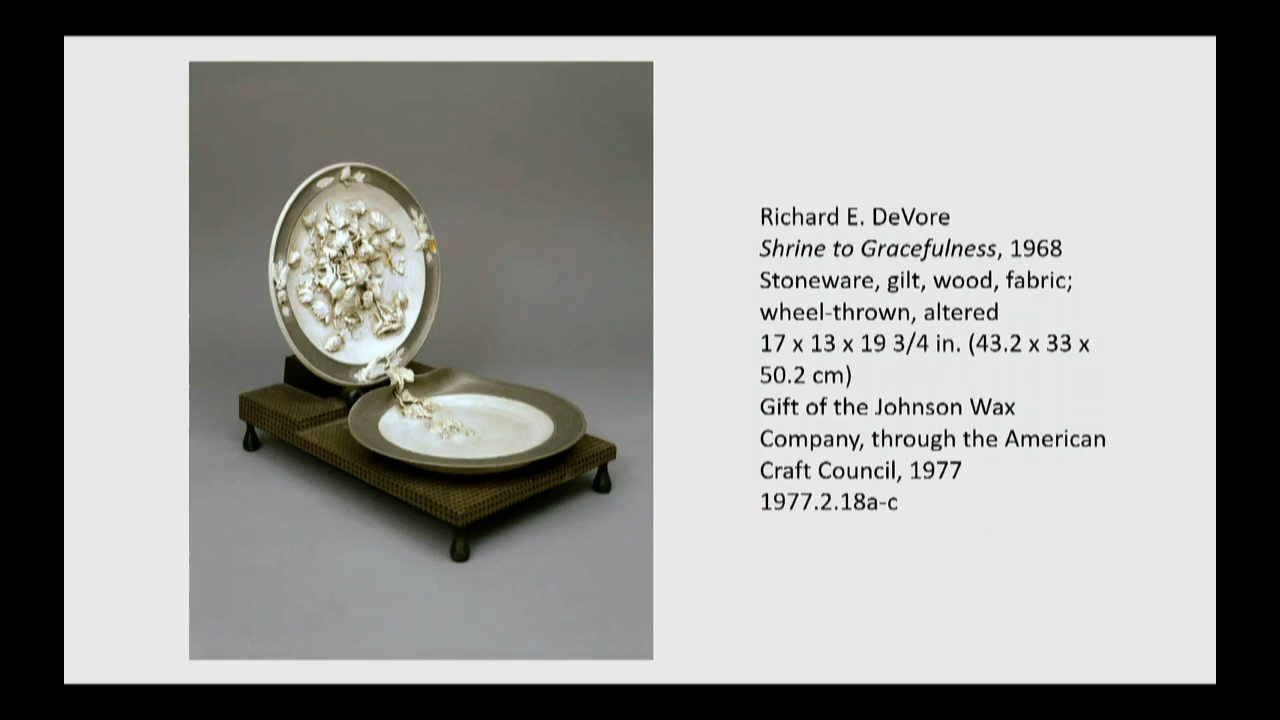 Richard E. DeVore
Shrine to Gracefulness, 1968
Stoneware, gilt, wood, fabric;
wheel-thrown, altered
17 x 13 x 19 3/4 in. (43.2 x 33 x
50.2 cm)
Gift of the Johnson Wax
Company, through the American
Craft Council, 1977
1977.2.18a-c